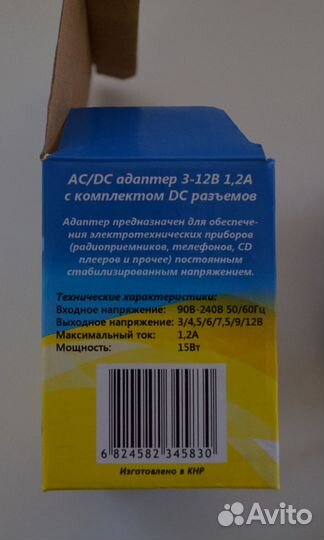 AC/DC адаптер 3-12В 1,2А
с комплектом DC разъемов
Адаптер предназначен для обеспече-
ния электротехнических приборов
(радиоприемников, телефонов, CD
плееров и прочее) постоянным
стабилизированным напряжением.
Технические характеристики:
Входное напряжение: 90В-240В 50/60Гц
Выходное напряжение: 3/4,5/6/7,5/9/12В
Максимальный ток: 1,2А
Мощность: 15Вт
6 824582 345830
Изготовлено в КНР
Avito